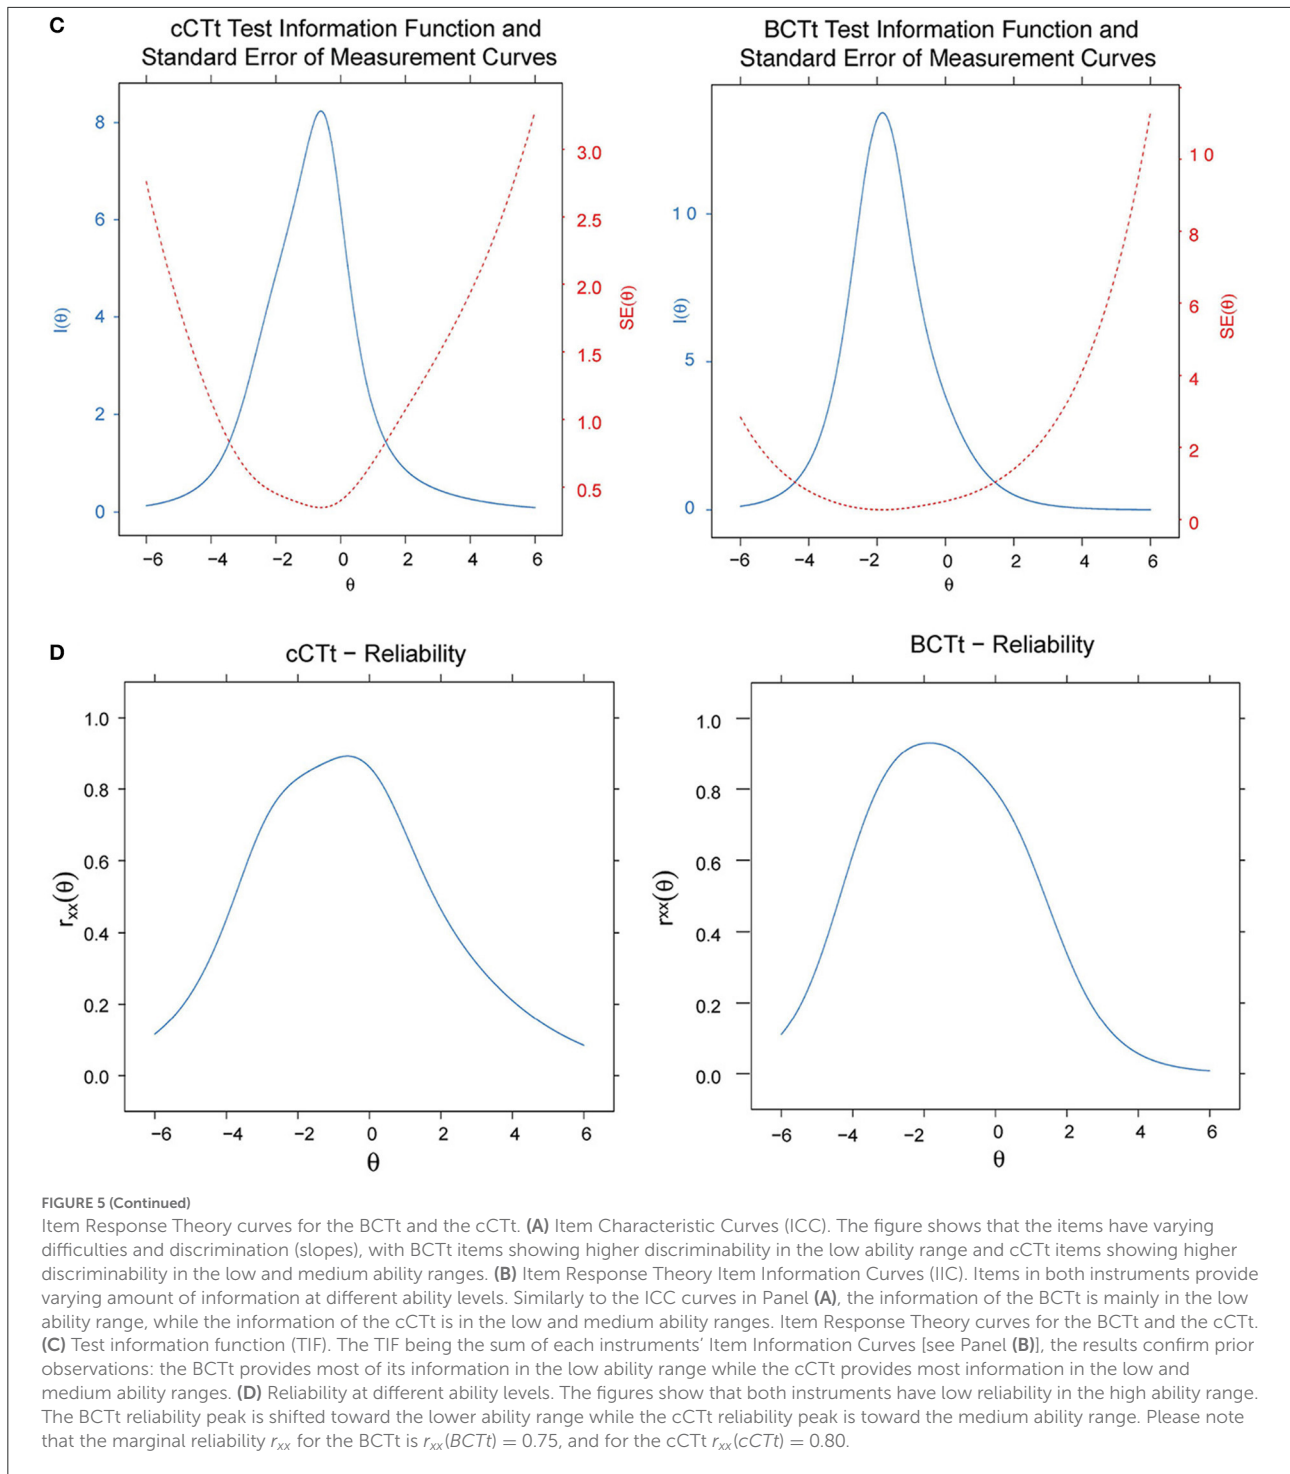 C
cCTt Test Information Function and
Standard Error of Measurement Curves
8
6
4
2
0
I(θ)
3.0
2.5
2.0
1.5
1.0
0.5
SE(θ)
−6 −4 −2 0 2 4 6
θ
BCTt Test Information Function and
Standard Error of Measurement Curves
10
5
0
I(θ)
10
8
6
4
2
0
SE(θ)
−6 −4 −2 0 2 4 6
θ
D
cCTt − Reliability
1.0
0.8
0.6
0.4
0.2
0.0
rxx(θ)
−6 −4 −2 0 2 4 6
θ
BCTt − Reliability
1.0
0.8
0.6
0.4
0.2
0.0
rxx(θ)
−6 −4 −2 0 2 4 6
θ
FIGURE 5 (Continued)
Item Response Theory curves for the BCTt and the cCTt. (A) Item Characteristic Curves (ICC). The figure shows that the items have varying
difficulties and discrimination (slopes), with BCTt items showing higher discriminability in the low ability range and cCTt items showing higher
discriminability in the low and medium ability ranges. (B) Item Response Theory Item Information Curves (IIC). Items in both instruments provide
varying amount of information at different ability levels. Similarly to the ICC curves in Panel (A), the information of the BCTt is mainly in the low
ability range, while the information of the cCTt is in the low and medium ability ranges. Item Response Theory curves for the BCTt and the cCTt.
(C) Test information function (TIF). The TIF being the sum of each instruments' Item Information Curves [see Panel (B)], the results confirm prior
observations: the BCTt provides most of its information in the low ability range while the cCTt provides most information in the low and
medium ability ranges. (D) Reliability at different ability levels. The figures show that both instruments have low reliability in the high ability range.
The BCTt reliability peak is shifted toward the lower ability range while the cCTt reliability peak is toward the medium ability range. Please note
that the marginal reliability rxx for the BCTt is rxx(BCTt) = 0.75, and for the cCTt rxx(cCTt) = 0.80.